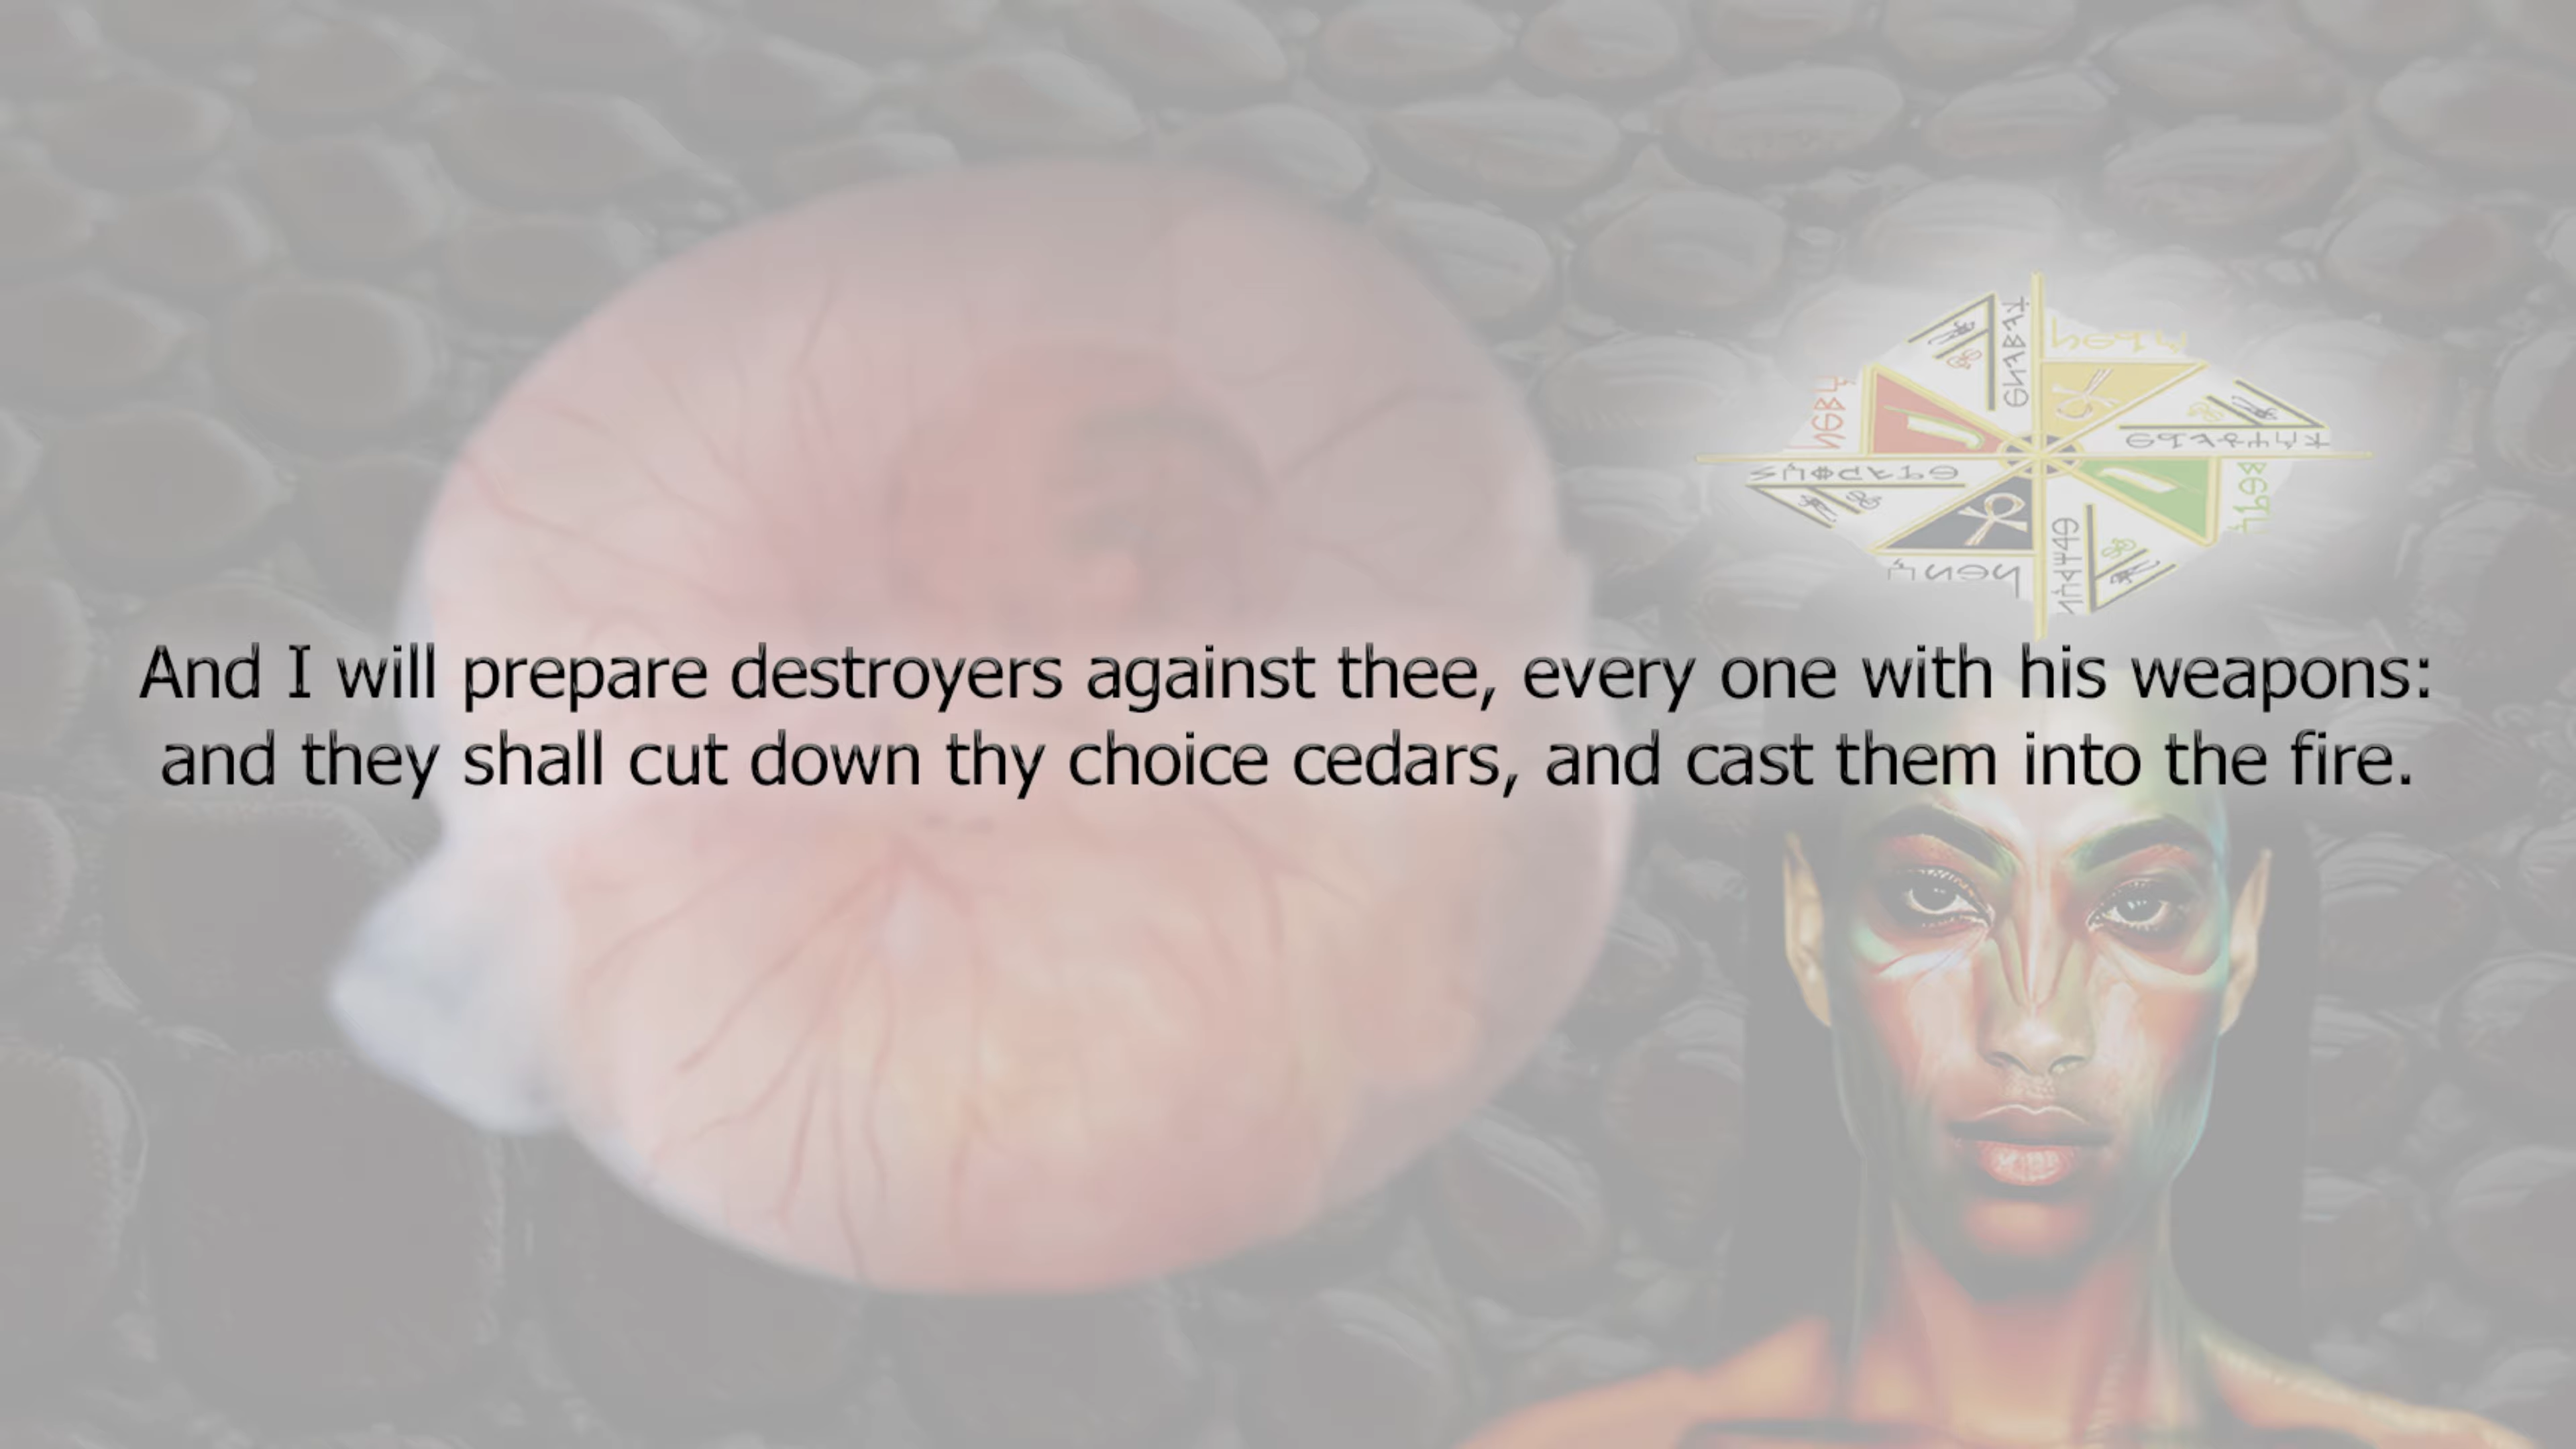 And I will prepare destroyers against thee, every one with his weapons:
and they shall cut down thy choice cedars, and cast them into the fire.